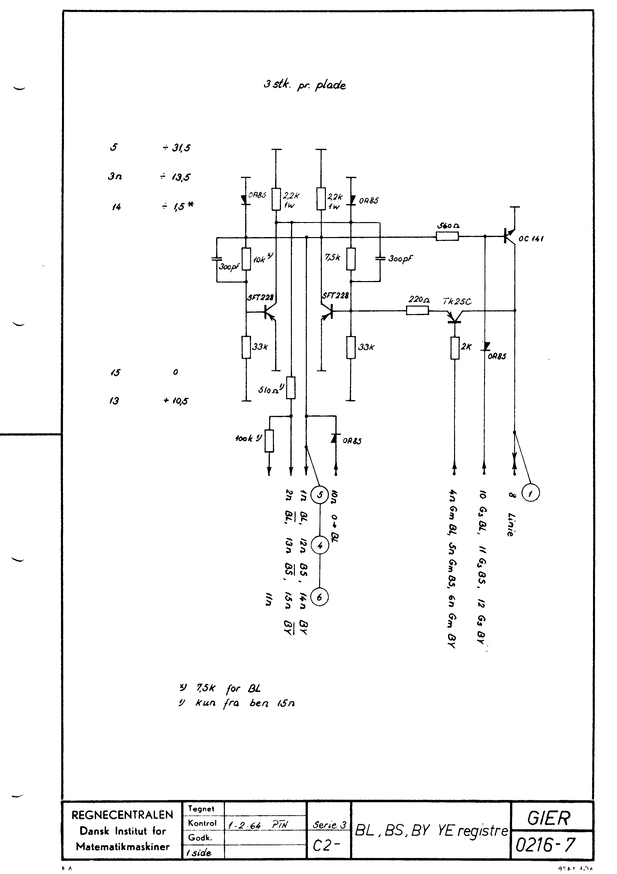 3 stk. pr. plade
5 ÷ 31,5
3n ÷ 13,5
14 ÷ 1,5 *
OA85
2,2k 1w
2,2k 1w
OA85
560Ω
OC 141
300pF
10k ³⁾
7,5k
300pF
SFT228
SFT228
220Ω
TK25C
33k
33k
2K
OA85
15 0
13 + 10,5
510Ω ¹⁾
100k ¹⁾
OA85
5
4
6
1
10n 0→BL
1n BL, 12n BS, 14n BY
2n B̅L̅, 13n B̅S̅, 15n B̅Y̅
11n
4n Gm BL, 5n Gm BS, 6n Gm BY
10 Gs BL, 11 Gs BS, 12 Gs BY
8 Linie
³⁾ 7,5k for BL
¹⁾ kun fra ben 15n
REGNECENTRALEN
Dansk Institut for
Matematikmaskiner
Tegnet
Kontrol 1-2-64 PTN
Godk.
1 side
Serie 3
C2-
BL, BS, BY YE registre
GIER
0216-7